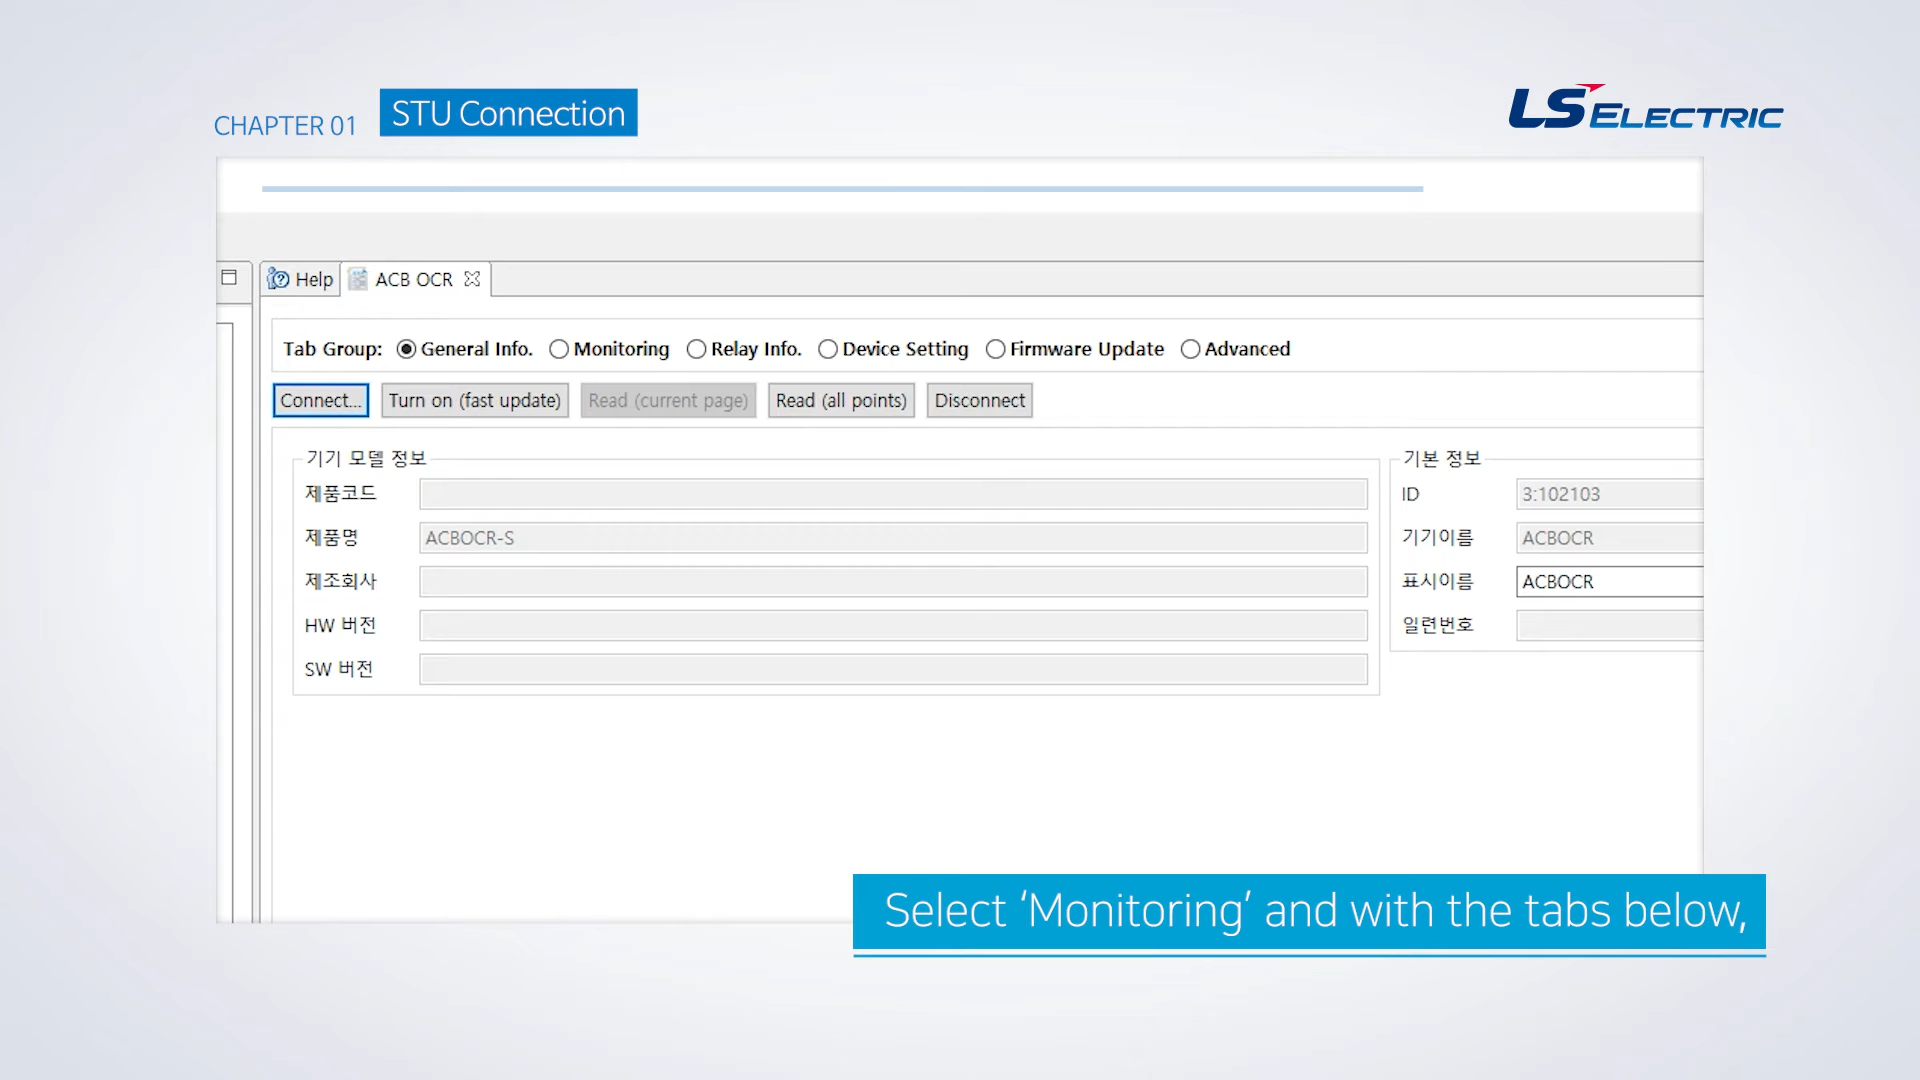 CHAPTER 01 STU Connection
LS ELECTRIC
Help ACB OCR
Tab Group: General Info. Monitoring Relay Info. Device Setting Firmware Update Advanced
Connect... Turn on (fast update) Read (current page) Read (all points) Disconnect
기기 모델 정보
제품코드
제품명 ACBOCR-S
제조회사
HW 버전
SW 버전
기본 정보
ID 3:102103
기기이름 ACBOCR
표시이름 ACBOCR
일련번호
Select ‘Monitoring’ and with the tabs below,